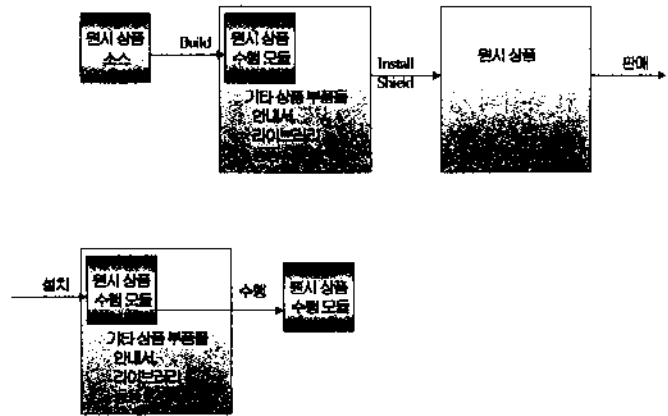 원시 상품
소스
Build
원시 상품
수행 모듈
기타 상품 부품들
안내서,
라이브러리
Install
Shield
원시 상품
판매
설치
원시 상품
수행 모듈
기타 상품 부품들
안내서,
라이브러리
수행
원시 상품
수행 모듈